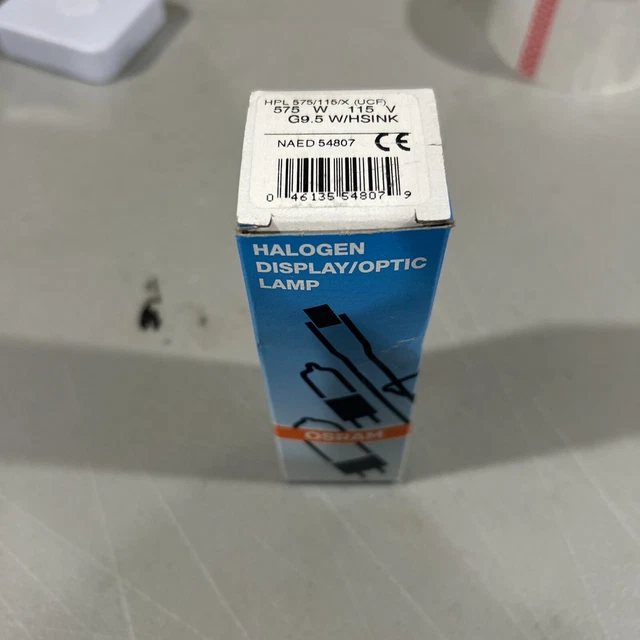 HPL 575/115/X (UCF)
575 W 115 V
G9.5 W/HSINK
NAED 54807 CE
0 46135 54807 9
HALOGEN
DISPLAY/OPTIC
LAMP
OSRAM